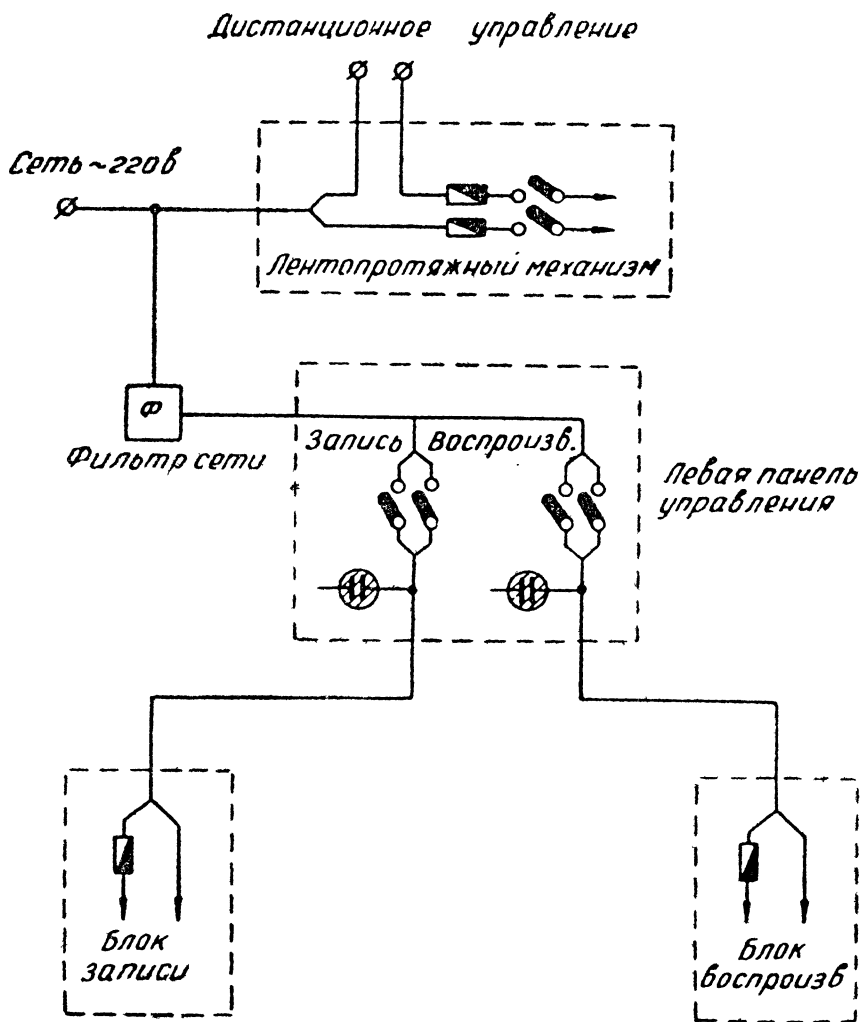 Дистанционное управление
Сеть ~220в
Лентопротяжный механизм
Ф
Фильтр сети
Запись Воспроизв.
Левая панель
управления
Блок
записи
Блок
воспроизв